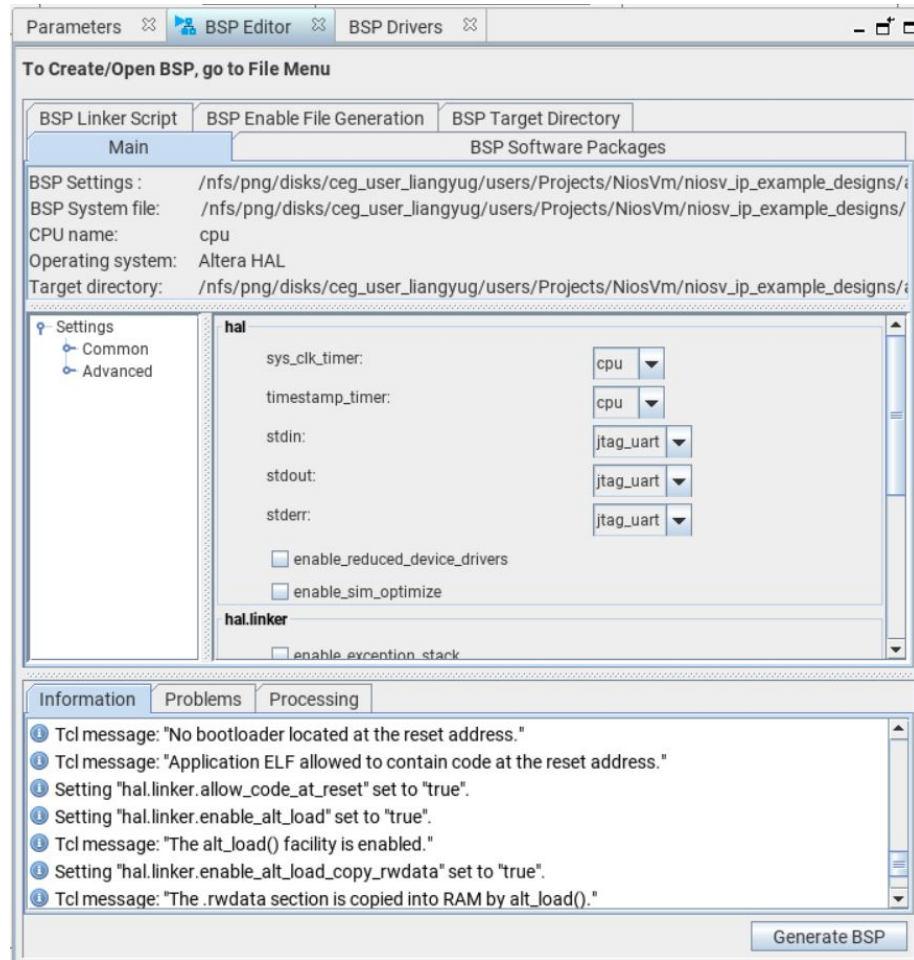 Parameters BSP Editor BSP Drivers
To Create/Open BSP, go to File Menu
BSP Linker Script BSP Enable File Generation BSP Target Directory
Main BSP Software Packages
BSP Settings : /nfs/png/disks/ceg_user_liangyug/users/Projects/NiosVm/niosv_ip_example_designs/a
BSP System file: /nfs/png/disks/ceg_user_liangyug/users/Projects/NiosVm/niosv_ip_example_designs/
CPU name: cpu
Operating system: Altera HAL
Target directory: /nfs/png/disks/ceg_user_liangyug/users/Projects/NiosVm/niosv_ip_example_designs/a
Settings
Common
Advanced
hal
sys_clk_timer: cpu
timestamp_timer: cpu
stdin: jtag_uart
stdout: jtag_uart
stderr: jtag_uart
enable_reduced_device_drivers
enable_sim_optimize
hal.linker
enable_exception_stack
Information Problems Processing
Tcl message: "No bootloader located at the reset address."
Tcl message: "Application ELF allowed to contain code at the reset address."
Setting "hal.linker.allow_code_at_reset" set to "true".
Setting "hal.linker.enable_alt_load" set to "true".
Tcl message: "The alt_load() facility is enabled."
Setting "hal.linker.enable_alt_load_copy_rwdata" set to "true".
Tcl message: "The .rwdata section is copied into RAM by alt_load()."
Generate BSP